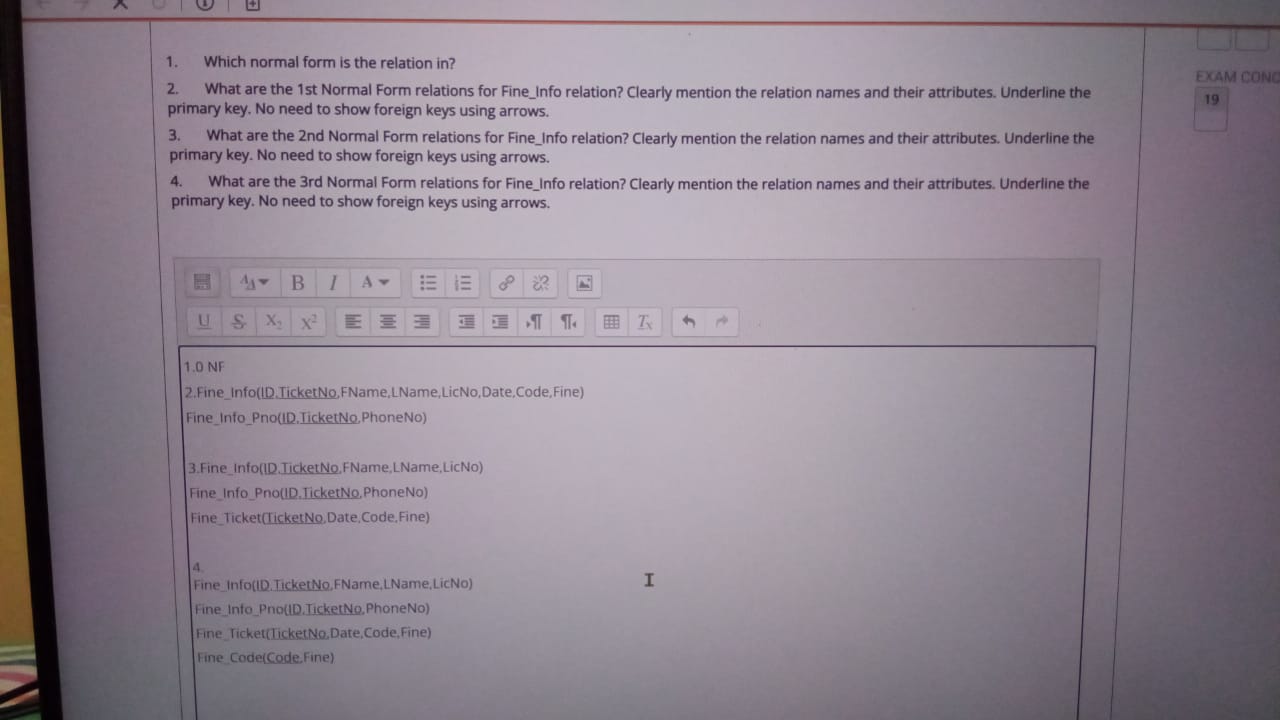 EXAM CONC
19
1. Which normal form is the relation in?
2. What are the 1st Normal Form relations for Fine_Info relation? Clearly mention the relation names and their attributes. Underline the
primary key. No need to show foreign keys using arrows.
3. What are the 2nd Normal Form relations for Fine_Info relation? Clearly mention the relation names and their attributes. Underline the
primary key. No need to show foreign keys using arrows.
4. What are the 3rd Normal Form relations for Fine_Info relation? Clearly mention the relation names and their attributes. Underline the
primary key. No need to show foreign keys using arrows.
1.0 NF
2.Fine_Info(ID,TicketNo,FName,LName,LicNo,Date,Code,Fine)
Fine_Info_Pno(ID,TicketNo,PhoneNo)
3.Fine_Info(ID,TicketNo,FName,LName,LicNo)
Fine_Info_Pno(ID,TicketNo,PhoneNo)
Fine_Ticket(TicketNo,Date,Code,Fine)
4.
Fine_Info(ID,TicketNo,FName,LName,LicNo)
Fine_Info_Pno(ID,TicketNo,PhoneNo)
Fine_Ticket(TicketNo,Date,Code,Fine)
Fine_Code(Code,Fine)